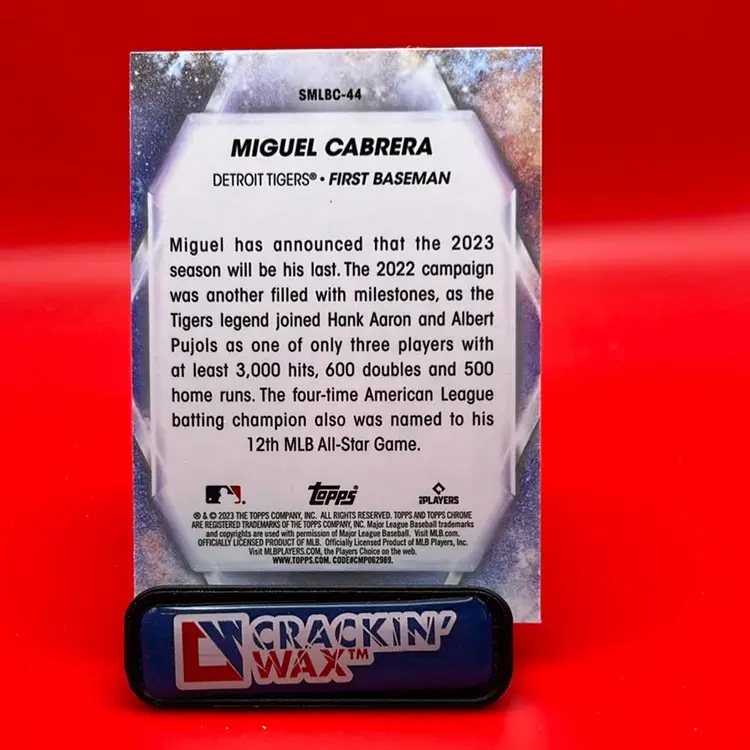 SMLBC-44
MIGUEL CABRERA
DETROIT TIGERS® • FIRST BASEMAN
Miguel has announced that the 2023
season will be his last. The 2022 campaign
was another filled with milestones, as the
Tigers legend joined Hank Aaron and Albert
Pujols as one of only three players with
at least 3,000 hits, 600 doubles and 500
home runs. The four-time American League
batting champion also was named to his
12th MLB All-Star Game.
Topps
PLAYERS
® & © 2023 THE TOPPS COMPANY, INC. ALL RIGHTS RESERVED. TOPPS AND TOPPS CHROME
ARE REGISTERED TRADEMARKS OF THE TOPPS COMPANY, INC. Major League Baseball trademarks
and copyrights are used with permission of Major League Baseball. Visit MLB.com.
OFFICIALLY LICENSED PRODUCT OF MLB. Officially Licensed Product of MLB Players, Inc.
Visit MLBPLAYERS.COM, the Players Choice on the web.
WWW.TOPPS.COM. CODE#CMP062989.
CRACKIN'
WAX™